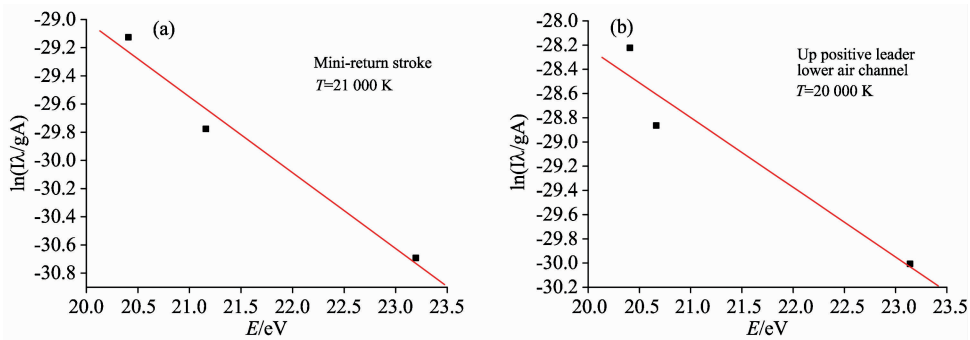 (a)
Mini-return stroke
T=21 000 K
ln(Iλ/gA)
-29.0
-29.2
-29.4
-29.6
-29.8
-30.0
-30.2
-30.4
-30.6
-30.8
20.0 20.5 21.0 21.5 22.0 22.5 23.0 23.5
E/eV
(b)
Up positive leader
lower air channel
T=20 000 K
ln(Iλ/gA)
-28.0
-28.2
-28.4
-28.6
-28.8
-29.0
-29.2
-29.4
-29.6
-29.8
-30.0
-30.2
20.0 20.5 21.0 21.5 22.0 22.5 23.0 23.5
E/eV